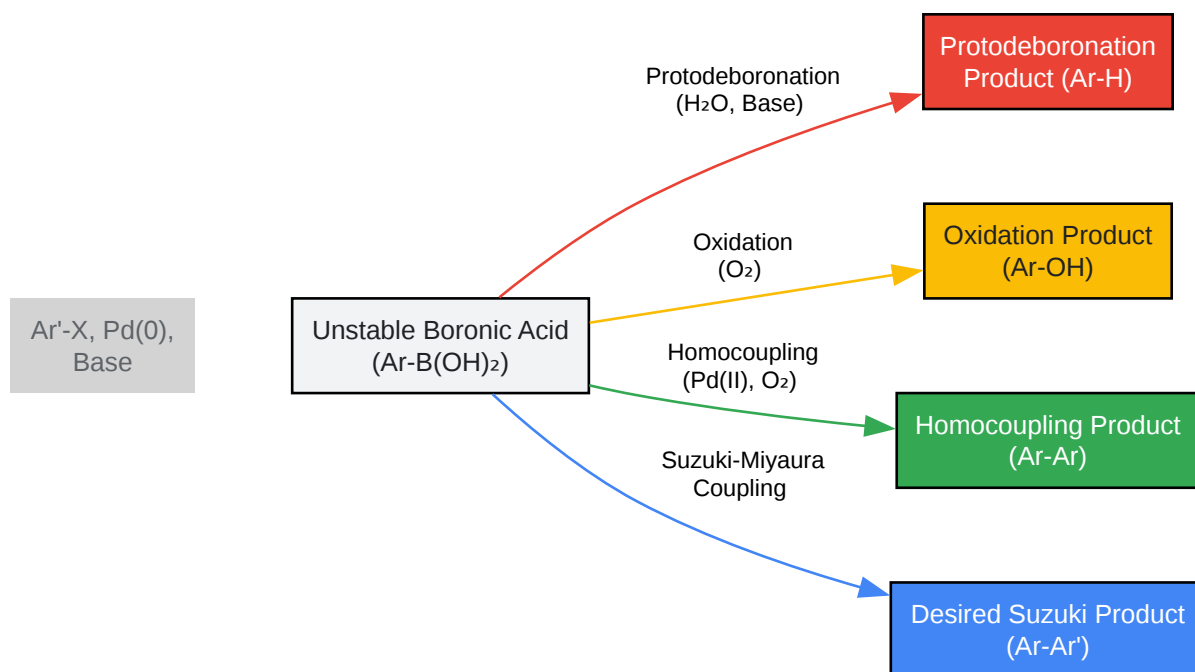 Protodeboronation
Product (Ar-H)
Protodeboronation
(H₂O, Base)
Oxidation Product
(Ar-OH)
Oxidation
(O₂)
Ar'-X, Pd(0),
Base
Unstable Boronic Acid
(Ar-B(OH)₂)
Homocoupling
(Pd(II), O₂)
Homocoupling Product
(Ar-Ar)
Suzuki-Miyaura
Coupling
Desired Suzuki Product
(Ar-Ar')